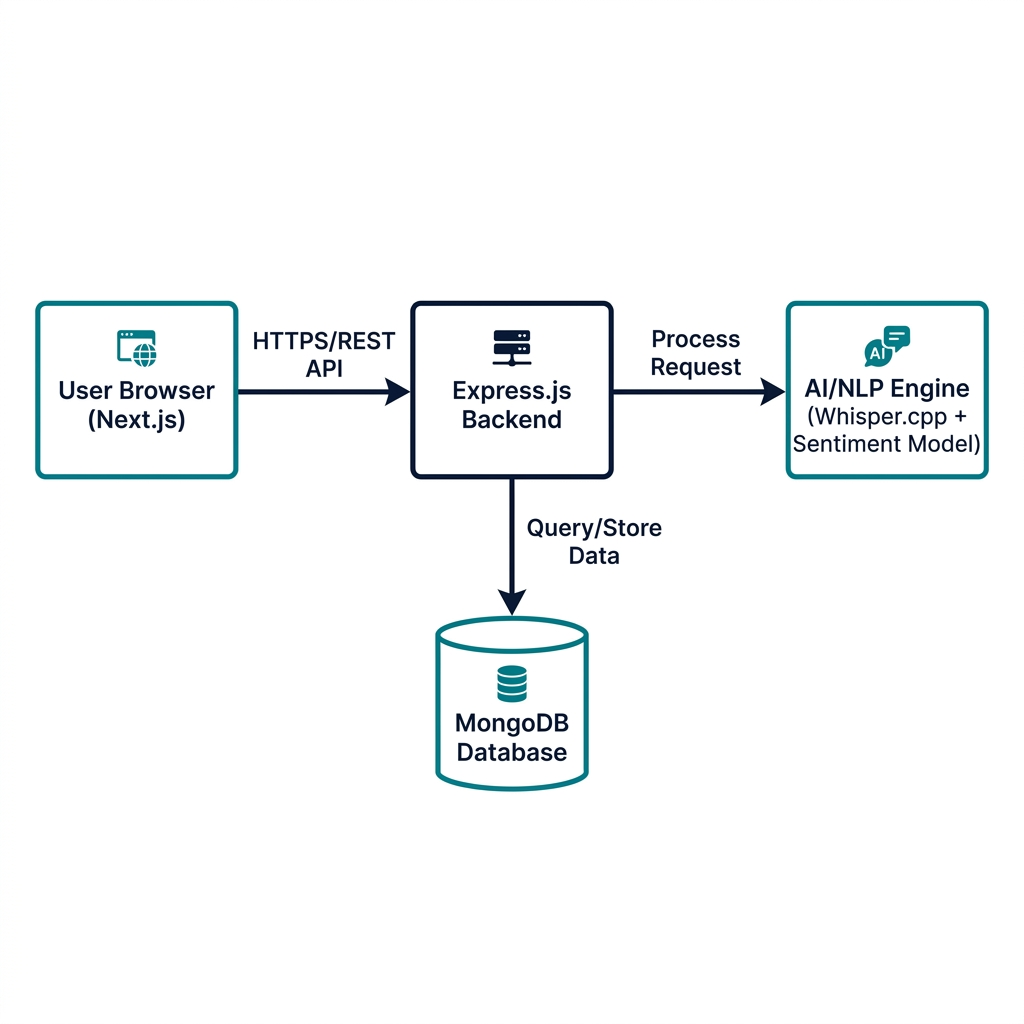 User Browser
(Next.js)
HTTPS/REST
API
Express.js
Backend
Process
Request
AI
AI/NLP Engine
(Whisper.cpp +
Sentiment Model)
Query/Store
Data
MongoDB
Database